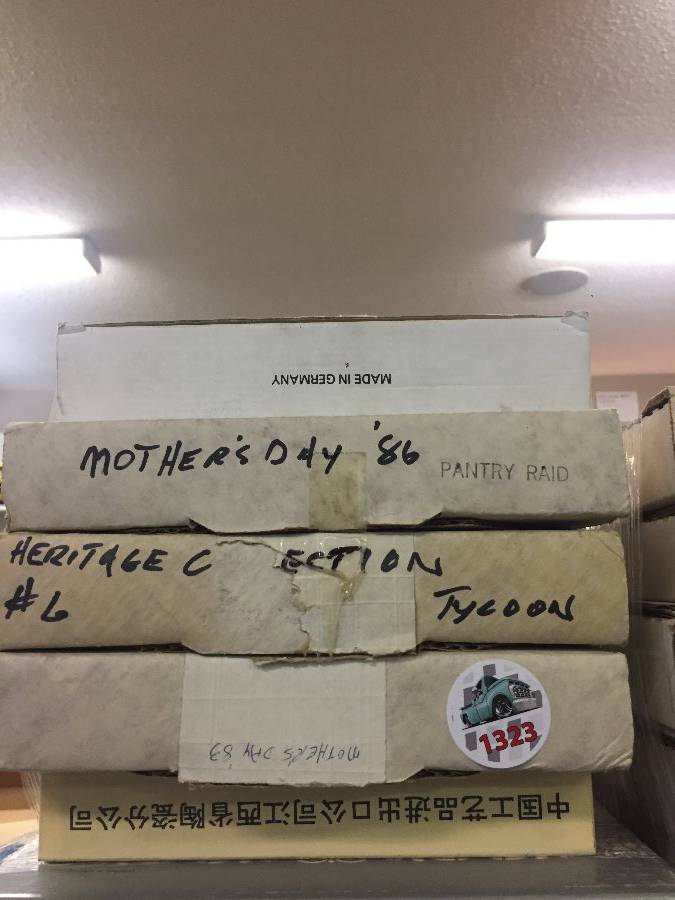 MADE IN GERMANY
MOTHER'S DAY '86 PANTRY RAID
HERITAGE C ECTION
#6 TYCOON
MOTHER'S DAY 83
1323
中国工艺品进出口公司江西省陶瓷分公司